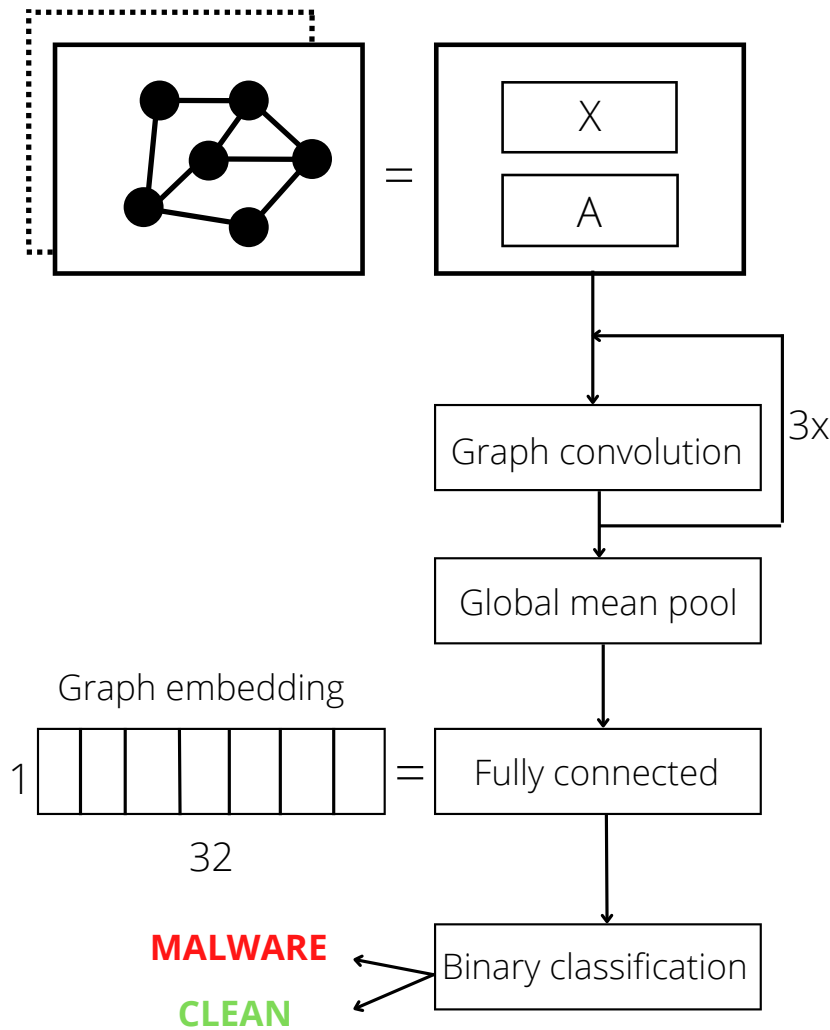 X
=
A
3x
Graph convolution
Global mean pool
Graph embedding
1
=
Fully connected
32
MALWARE
Binary classification
CLEAN